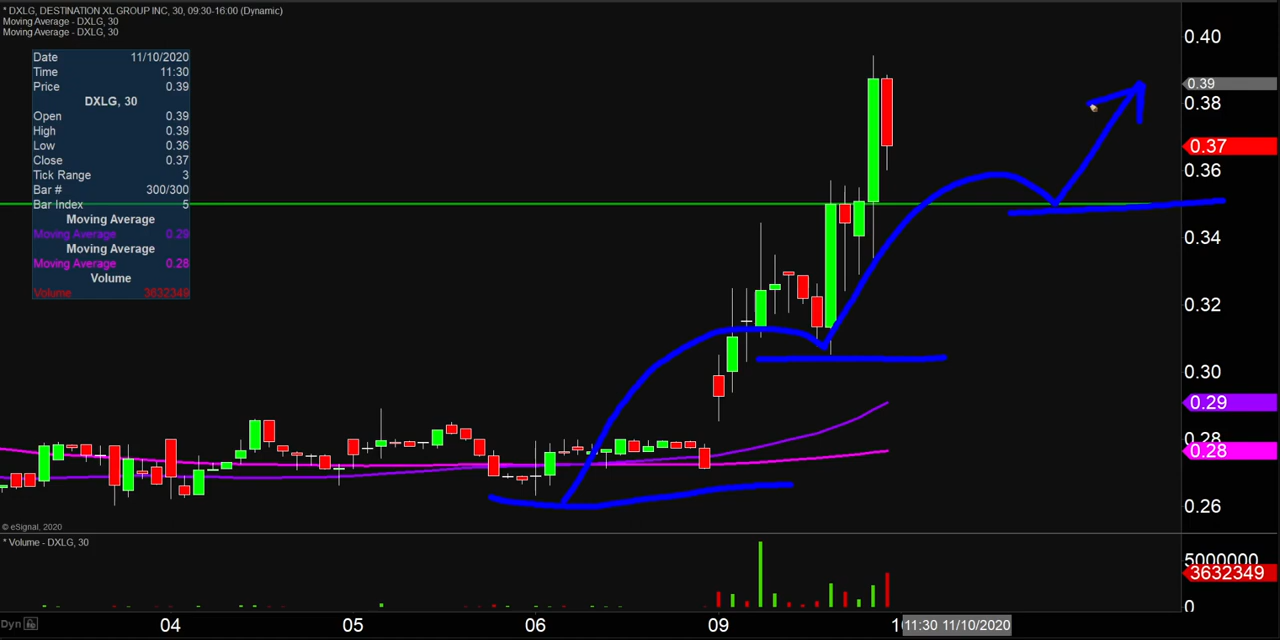 * DXLG, DESTINATION XL GROUP INC, 30, 09:30-16:00 (Dynamic)
Moving Average - DXLG, 30
Moving Average - DXLG, 30
Date 11/10/2020
Time 11:30
Price 0.39
DXLG, 30
Open 0.39
High 0.39
Low 0.36
Close 0.37
Tick Range 3
Bar # 300/300
Bar Index 5
Moving Average
Moving Average 0.29
Moving Average
Moving Average 0.28
Volume
Volume 3632349
0.40
0.39
0.38
0.37
0.36
0.34
0.32
0.30
0.29
0.28
0.28
0.26
© eSignal, 2020
* Volume - DXLG, 30
5000000
3632349
0
Dyn
04 05 06 09 11:30 11/10/2020